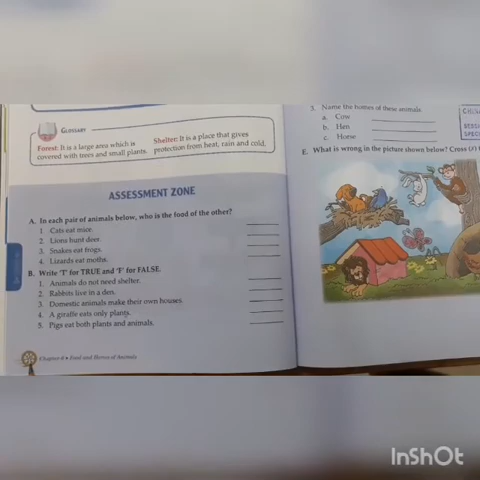 GLOSSARY
Forest: It is a large area which is
covered with trees and small plants.
Shelter: It is a place that gives
protection from heat, rain and cold.
ASSESSMENT ZONE
A. In each pair of animals below, who is the food of the other?
1 Cats eat mice.
2. Lions hunt deer.
3. Snakes eat frogs.
4. Lizards eat moths.
B. Write 'T' for TRUE and 'F' for FALSE.
1. Animals do not need shelter.
2. Rabbits live in a den.
3. Domestic animals make their own houses.
4. A giraffe eats only plants.
5. Pigs eat both plants and animals.
Chapter 6 • Food and Homes of Animals
3. Name the homes of these animals.
a. Cow
b. Hen
c. Horse
E. What is wrong in the picture shown below? Cross (✗)
InShOt